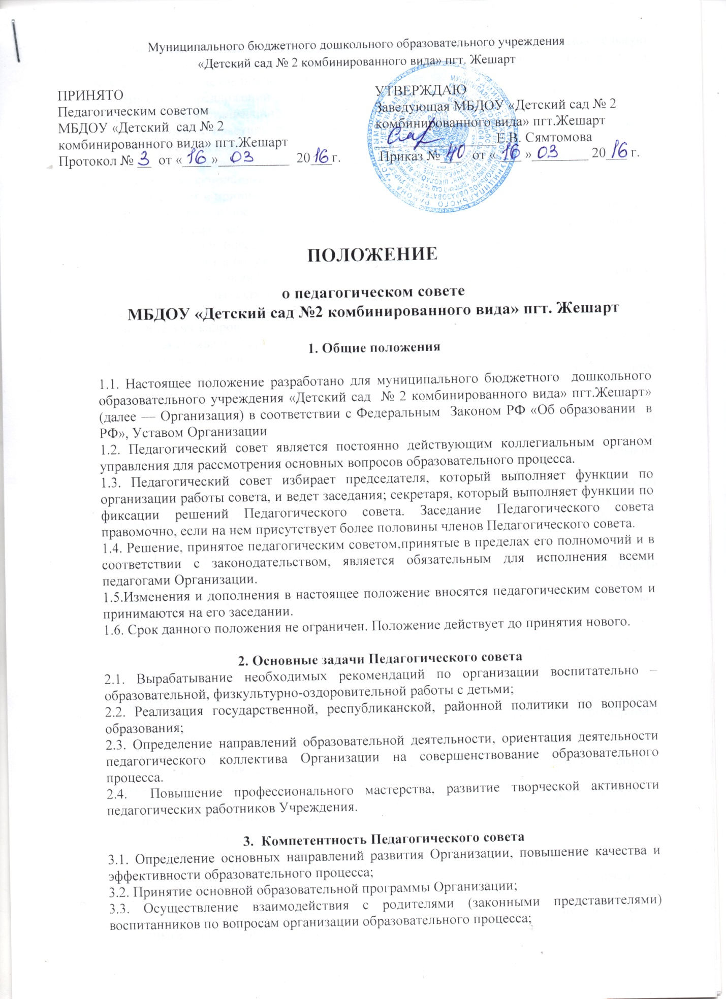 Муниципального бюджетного дошкольного образовательного учреждения
«Детский сад № 2 комбинированного вида» пгт. Жешарт
ПРИНЯТО
Педагогическим советом
МБДОУ «Детский сад № 2
комбинированного вида» пгт.Жешарт
Протокол № 3 от «16» 03 2016 г.
УТВЕРЖДАЮ
Заведующая МБДОУ «Детский сад № 2
комбинированного вида» пгт.Жешарт
Е.В. Сямтомова
Приказ № 40 от «16» 03 2016 г.
ПОЛОЖЕНИЕ
о педагогическом совете
МБДОУ «Детский сад №2 комбинированного вида» пгт. Жешарт
1. Общие положения
1.1. Настоящее положение разработано для муниципального бюджетного дошкольного
образовательного учреждения «Детский сад № 2 комбинированного вида» пгт.Жешарт»
(далее — Организация) в соответствии с Федеральным Законом РФ «Об образовании в
РФ», Уставом Организации
1.2. Педагогический совет является постоянно действующим коллегиальным органом
управления для рассмотрения основных вопросов образовательного процесса.
1.3. Педагогический совет избирает председателя, который выполняет функции по
организации работы совета, и ведет заседания; секретаря, который выполняет функции по
фиксации решений Педагогического совета. Заседание Педагогического совета
правомочно, если на нем присутствует более половины членов Педагогического совета.
1.4. Решение, принятое педагогическим советом,принятые в пределах его полномочий и в
соответствии с законодательством, является обязательным для исполнения всеми
педагогами Организации.
1.5.Изменения и дополнения в настоящее положение вносятся педагогическим советом и
принимаются на его заседании.
1.6. Срок данного положения не ограничен. Положение действует до принятия нового.
2. Основные задачи Педагогического совета
2.1. Вырабатывание необходимых рекомендаций по организации воспитательно –
образовательной, физкультурно-оздоровительной работы с детьми;
2.2. Реализация государственной, республиканской, районной политики по вопросам
образования;
2.3. Определение направлений образовательной деятельности, ориентация деятельности
педагогического коллектива Организации на совершенствование образовательного
процесса.
2.4. Повышение профессионального мастерства, развитие творческой активности
педагогических работников Учреждения.
3. Компетентность Педагогического совета
3.1. Определение основных направлений развития Организации, повышение качества и
эффективности образовательного процесса;
3.2. Принятие основной образовательной программы Организации;
3.3. Осуществление взаимодействия с родителями (законными представителями)
воспитанников по вопросам организации образовательного процесса;